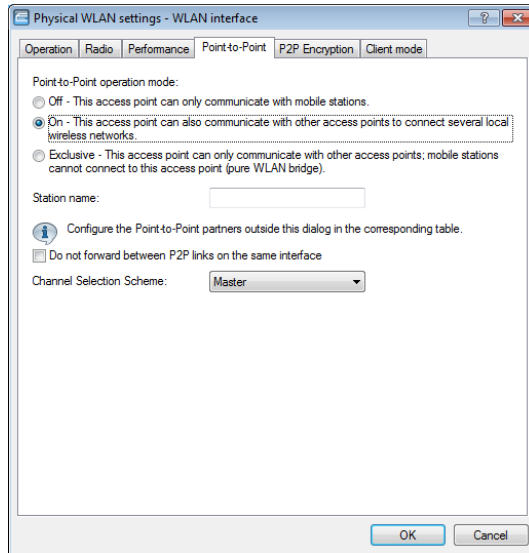 Physical WLAN settings - WLAN interface
Operation Radio Performance Point-to-Point P2P Encryption Client mode
Point-to-Point operation mode:
Off - This access point can only communicate with mobile stations.
On - This access point can also communicate with other access points to connect several local
wireless networks.
Exclusive - This access point can only communicate with other access points; mobile stations
cannot connect to this access point (pure WLAN bridge).
Station name:
Configure the Point-to-Point partners outside this dialog in the corresponding table.
Do not forward between P2P links on the same interface
Channel Selection Scheme: Master
OK Cancel